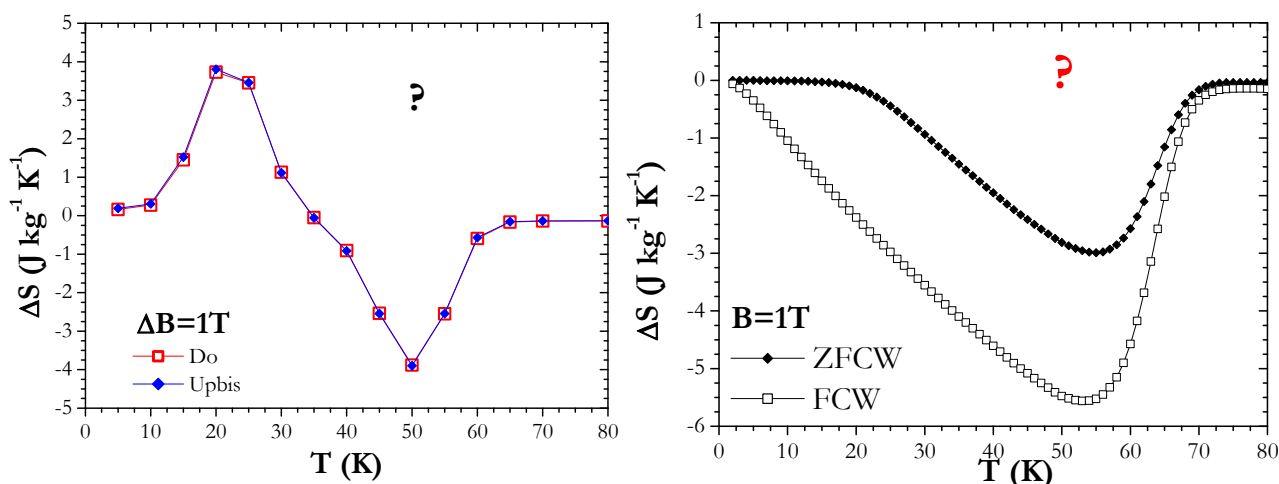 ?
ΔS (J kg⁻¹ K⁻¹)
5
4
3
2
1
0
-1
-2
-3
-4
-5
ΔB=1T
Do
Upbis
0 10 20 30 40 50 60 70 80
T (K)
?
ΔS (J kg⁻¹ K⁻¹)
1
0
-1
-2
-3
-4
-5
-6
B=1T
ZFCW
FCW
0 10 20 30 40 50 60 70 80
T (K)